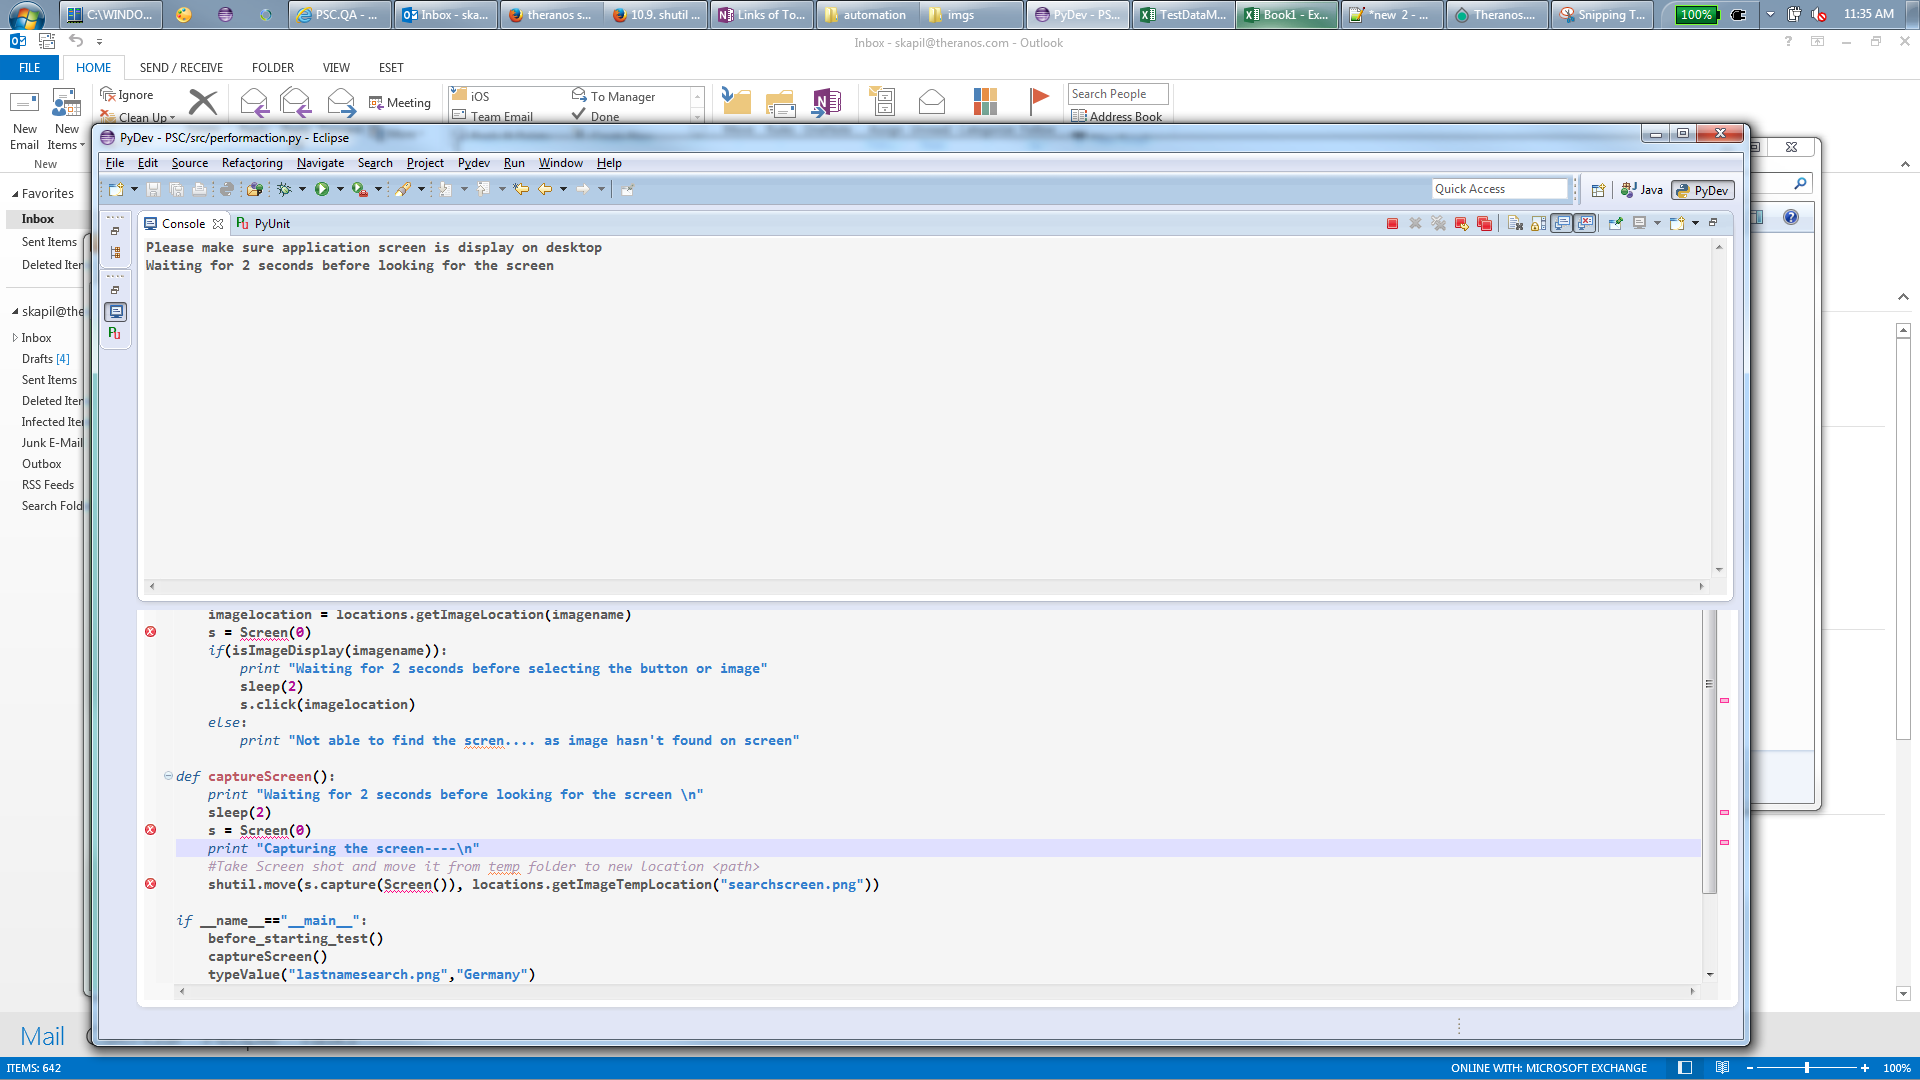 C:\WINDO...
PSC.QA - ...
Inbox - ska...
theranos s...
10.9. shutil ...
Links of To...
automation
imgs
PyDev - PS...
TestDataM...
Book1 - Ex...
*new 2 - ...
Theranos....
Snipping T...
100%
11:35 AM
Inbox - skapil@theranos.com - Outlook
FILE
HOME
SEND / RECEIVE
FOLDER
VIEW
ESET
New Email
New Items
New
Ignore
Clean Up
Meeting
iOS
Team Email
To Manager
Done
Search People
Address Book
Favorites
Inbox
Sent Items
Deleted Iter
skapil@the
Inbox
Drafts [4]
Sent Items
Deleted Iter
Infected Ite
Junk E-Mail
Outbox
RSS Feeds
Search Fold
Mail
PyDev - PSC/src/performaction.py - Eclipse
File Edit Source Refactoring Navigate Search Project Pydev Run Window Help
Quick Access
Java
PyDev
Console
PyUnit
Please make sure application screen is display on desktop
Waiting for 2 seconds before looking for the screen
imagelocation = locations.getImageLocation(imagename)
s = Screen(0)
if(isImageDisplay(imagename)):
print "Waiting for 2 seconds before selecting the button or image"
sleep(2)
s.click(imagelocation)
else:
print "Not able to find the scren.... as image hasn't found on screen"
def captureScreen():
print "Waiting for 2 seconds before looking for the screen \n"
sleep(2)
s = Screen(0)
print "Capturing the screen----\n"
#Take Screen shot and move it from temp folder to new Location <path>
shutil.move(s.capture(Screen()), locations.getImageTempLocation("searchscreen.png"))
if __name__=="__main__":
before_starting_test()
captureScreen()
typeValue("lastnamesearch.png","Germany")
ITEMS: 642
ONLINE WITH: MICROSOFT EXCHANGE
100%